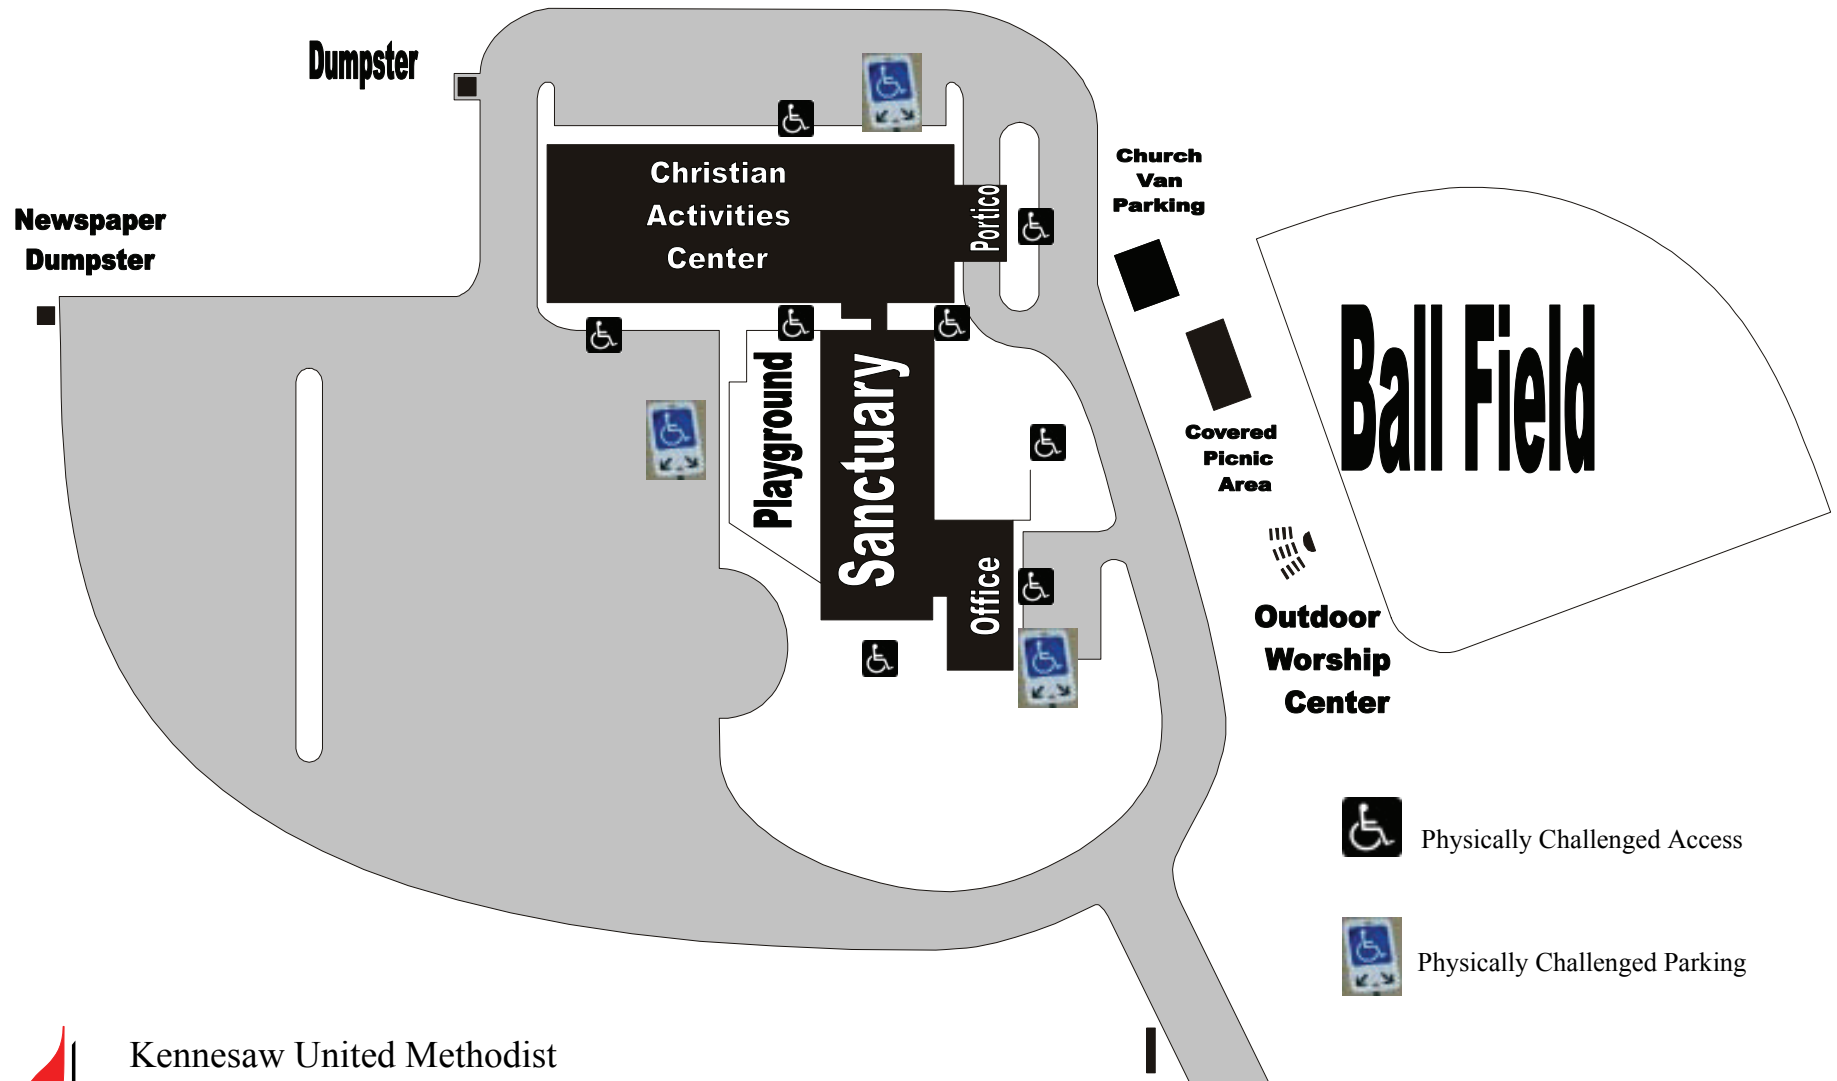 Dumpster
Newspaper
Dumpster
Christian
Activities
Center
Portico
Church
Van
Parking
Playground
Sanctuary
Office
Covered
Picnic
Area
Ball Field
Outdoor
Worship
Center
Physically Challenged Access
Physically Challenged Parking
Kennesaw United Methodist